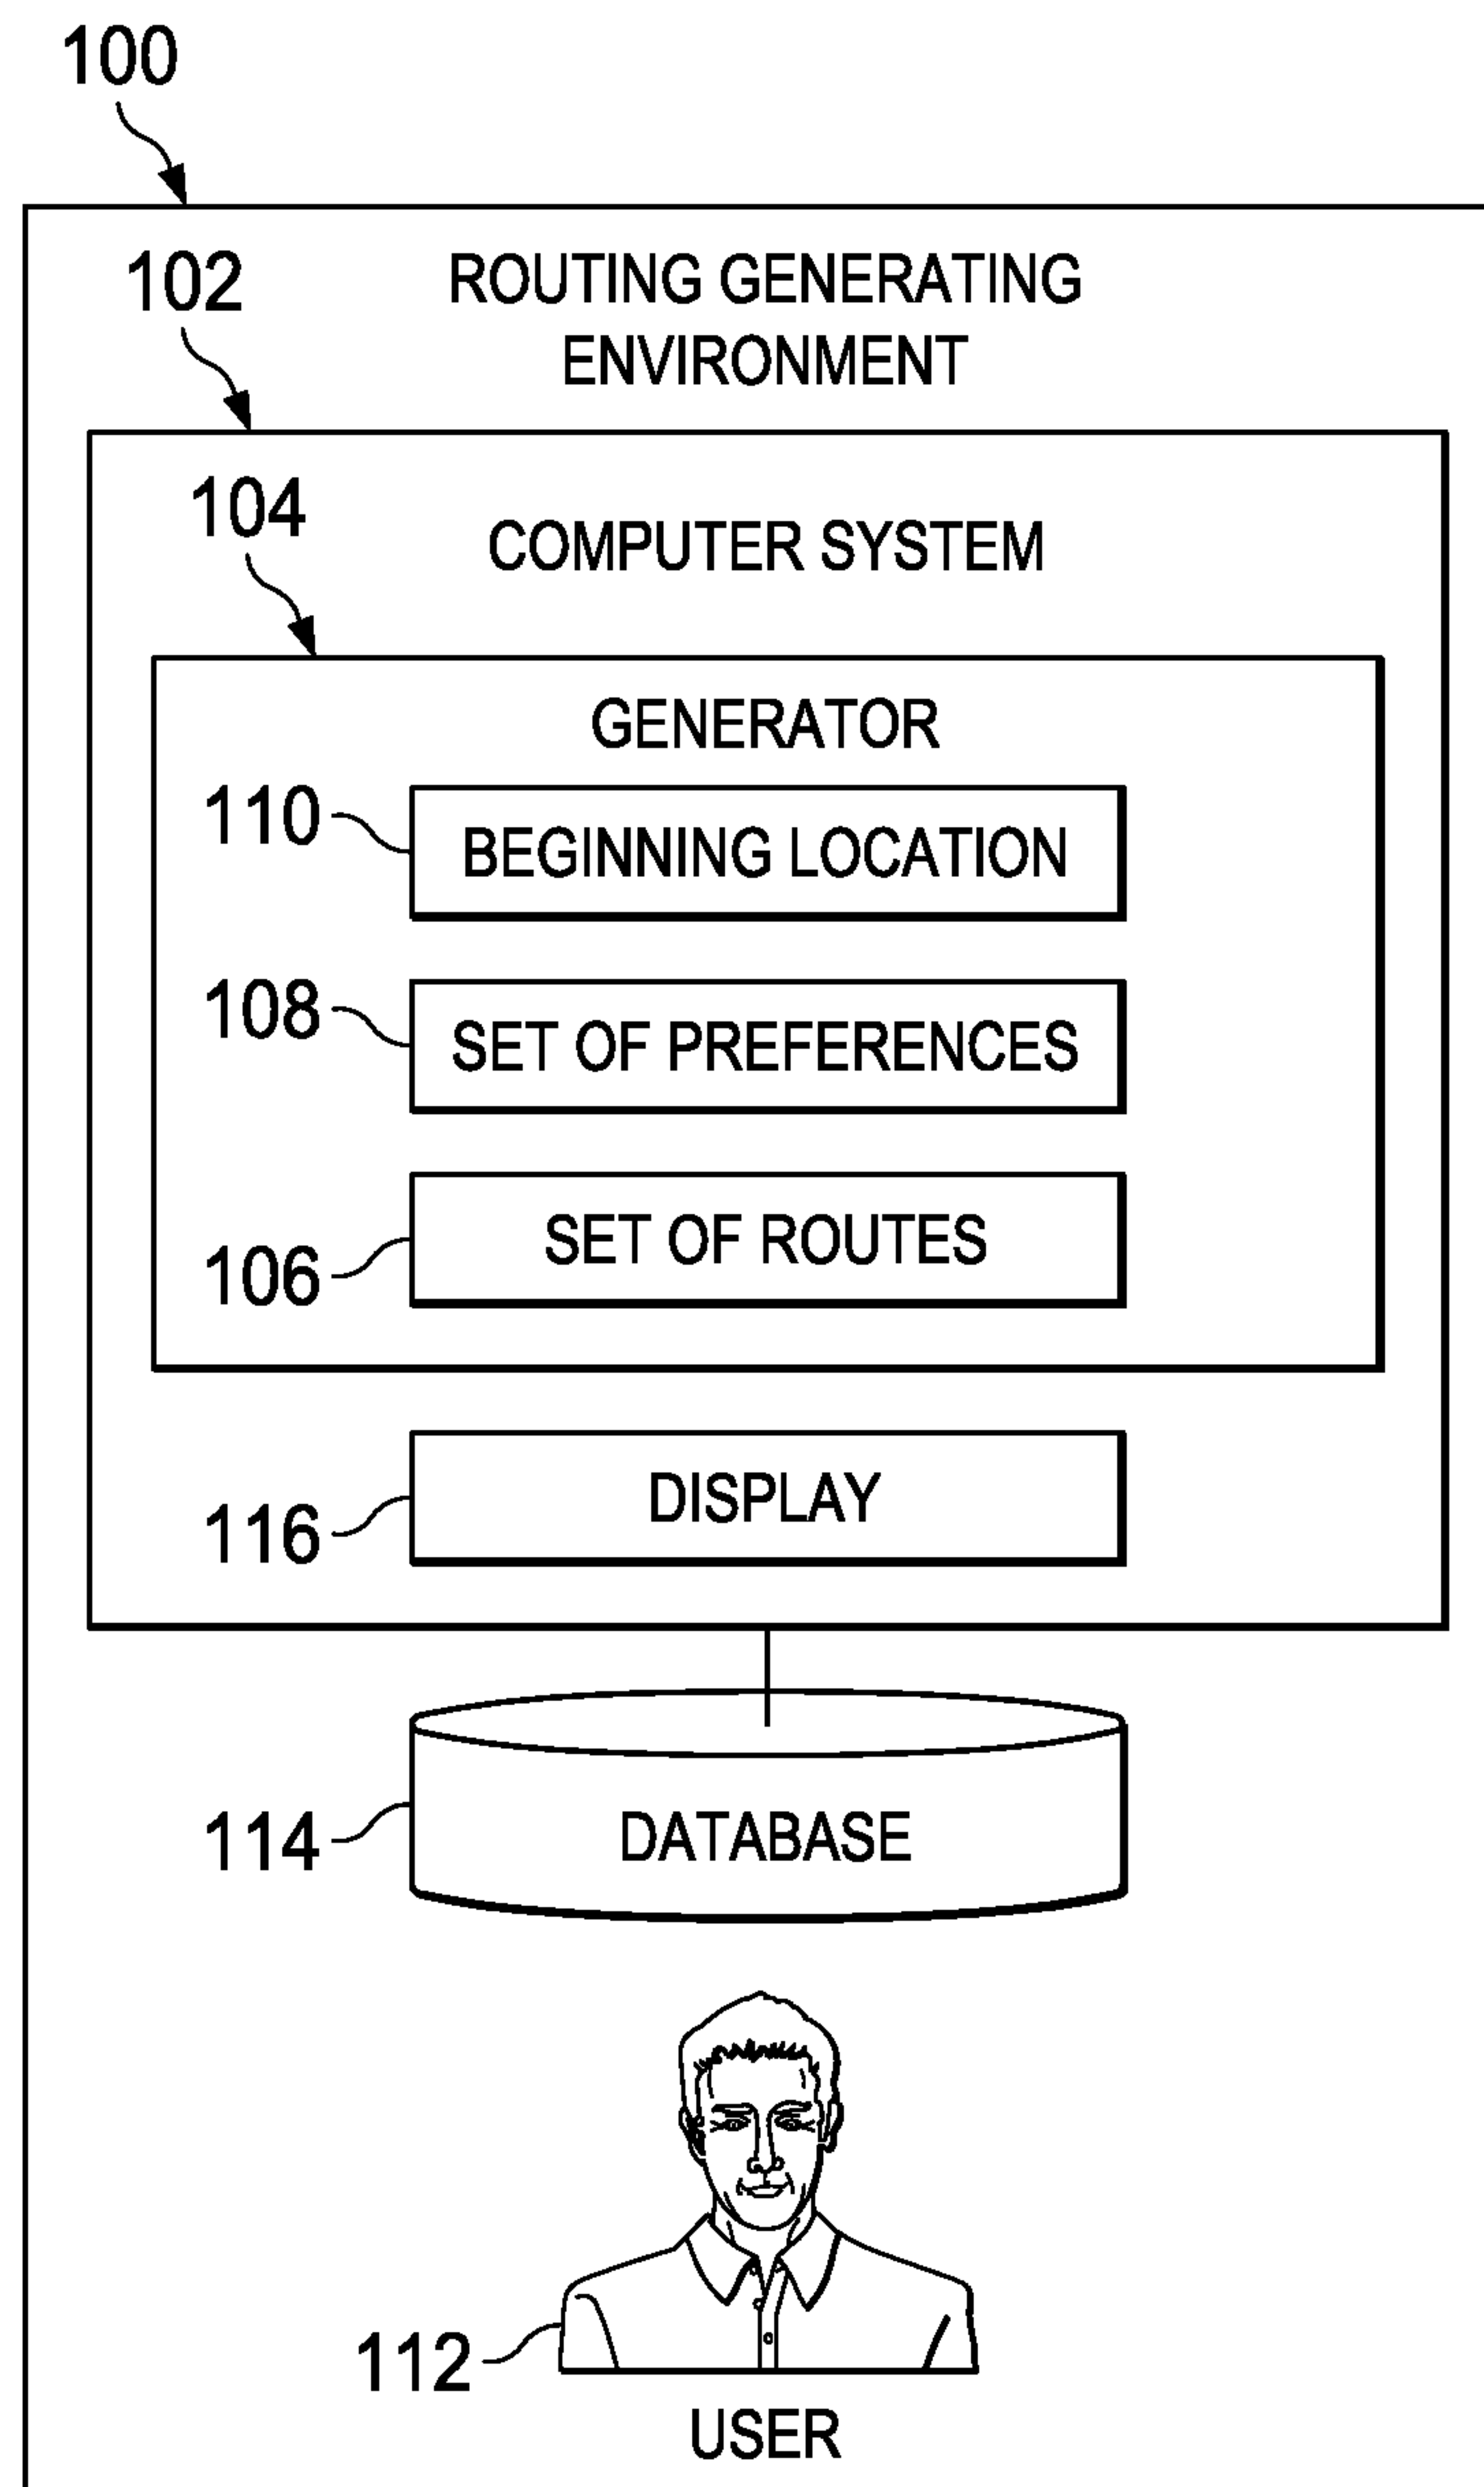 100
102
ROUTING GENERATING
ENVIRONMENT
104
COMPUTER SYSTEM
GENERATOR
110
BEGINNING LOCATION
108
SET OF PREFERENCES
SET OF ROUTES
106
DISPLAY
116
114
DATABASE
112
USER